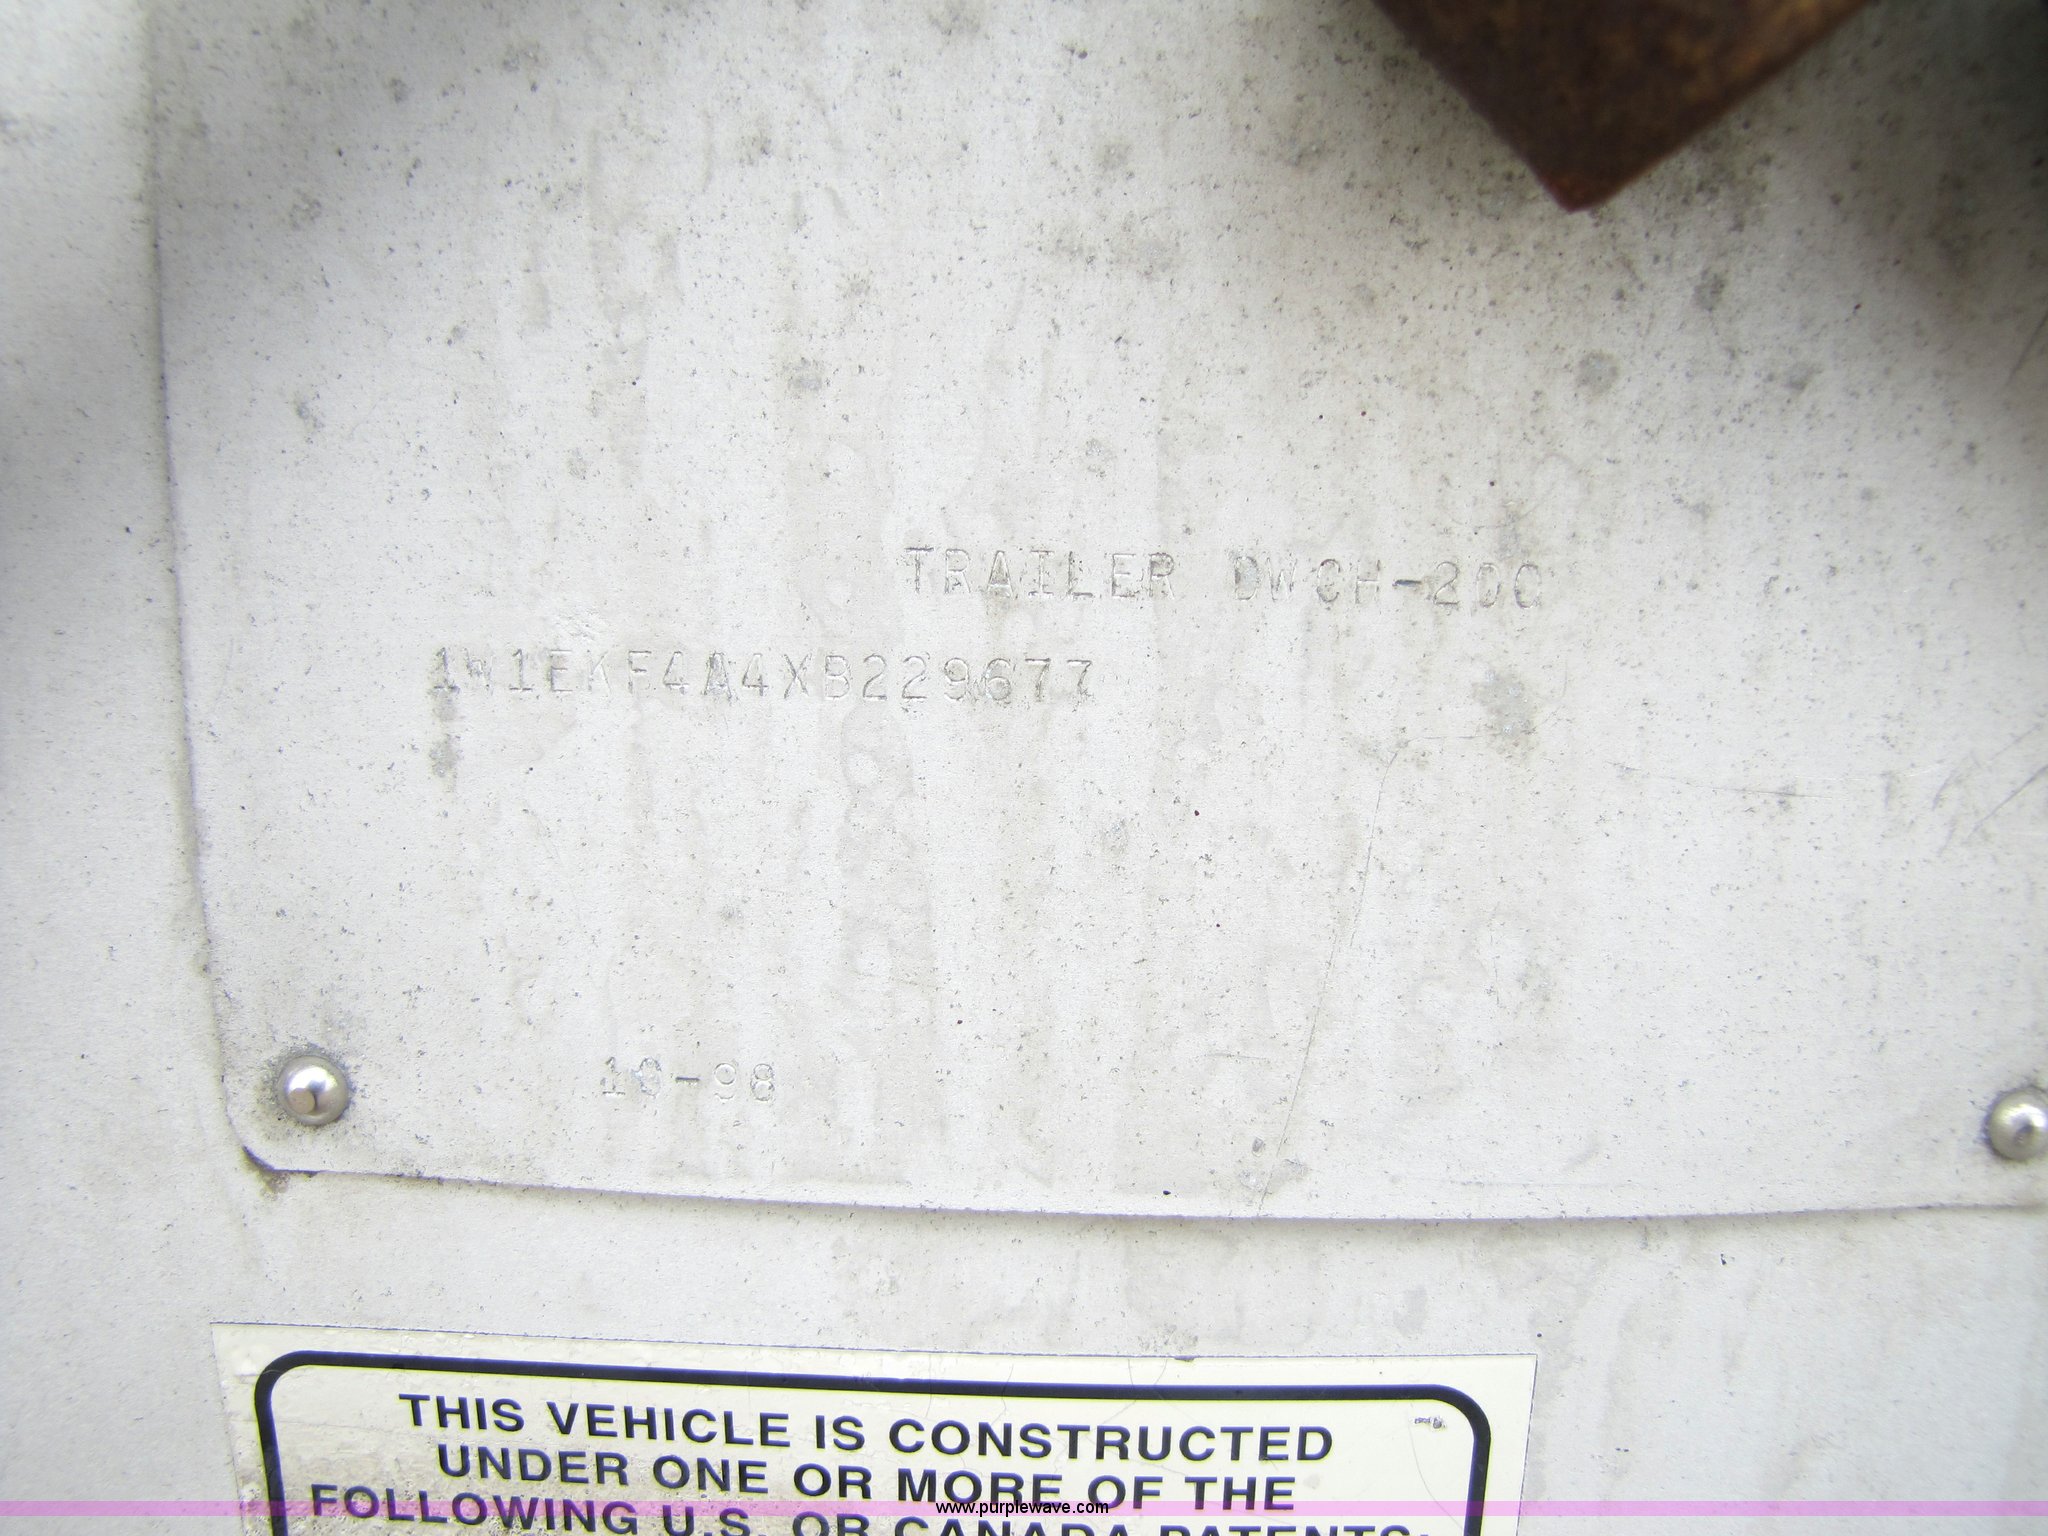 TRAILER DWCH-20C
1W1EKF4A4XB229677
10-98
THIS VEHICLE IS CONSTRUCTED
UNDER ONE OR MORE OF THE
FOLLOWING U.S. OR CANADA PATENTS:
www.purplewave.com